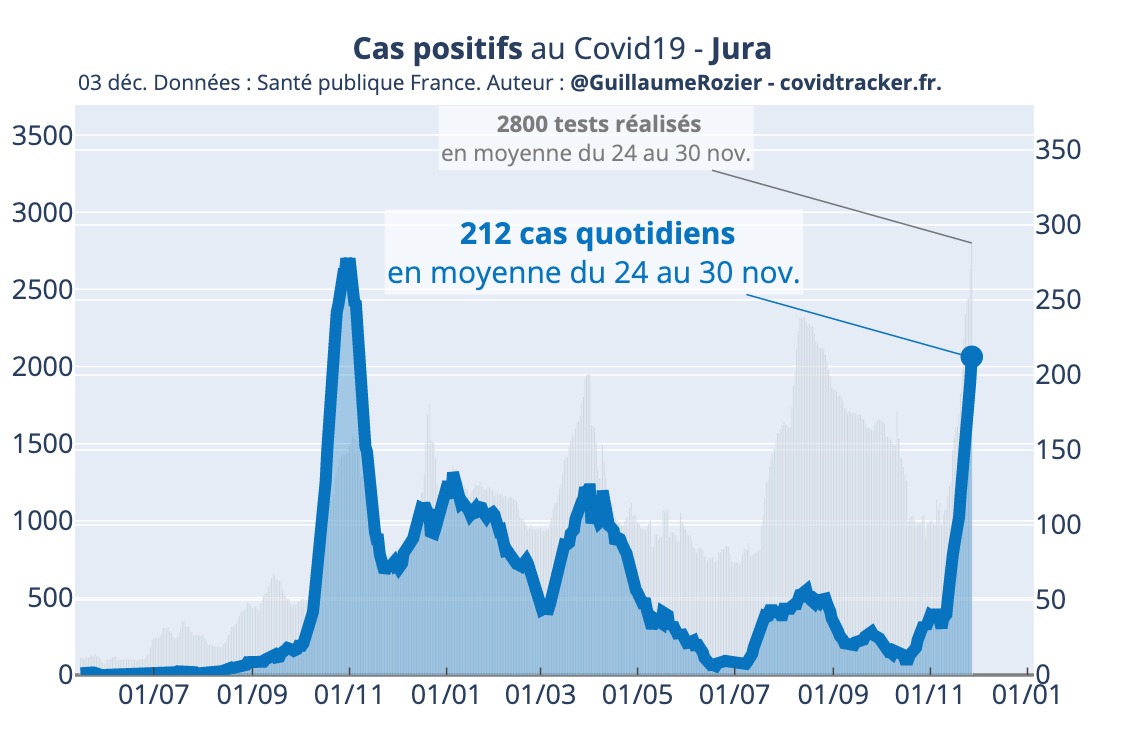 Cas positifs au Covid19 - Jura
03 déc. Données : Santé publique France. Auteur : @GuillaumeRozier - covidtracker.fr.
2800 tests réalisés
en moyenne du 24 au 30 nov.
212 cas quotidiens
en moyenne du 24 au 30 nov.
3500
3000
2500
2000
1500
1000
500
0
350
300
250
200
150
100
50
0
01/07 01/09 01/11 01/01 01/03 01/05 01/07 01/09 01/11 01/01